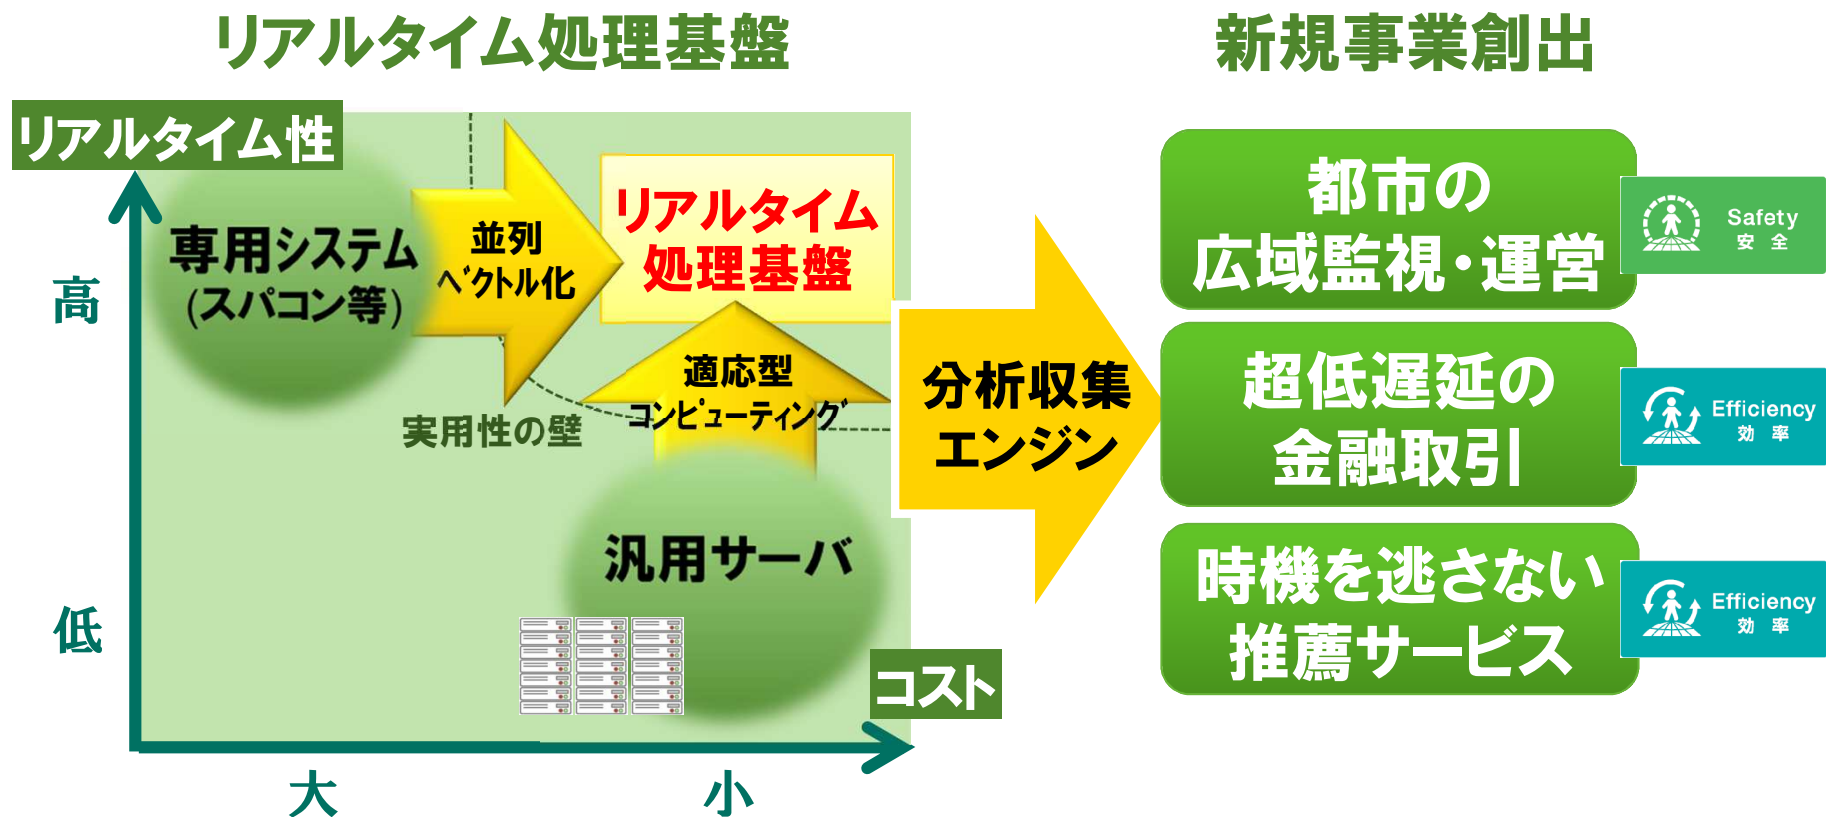 リアルタイム処理基盤
リアルタイム性
高
低
専用システム
(スパコン等)
並列
ベクトル化
リアルタイム
処理基盤
適応型
コンピューティング
実用性の壁
汎用サーバ
コスト
大
小
分析収集
エンジン
新規事業創出
都市の
広域監視・運営
Safety
安 全
超低遅延の
金融取引
Efficiency
効 率
時機を逃さない
推薦サービス
Efficiency
効 率